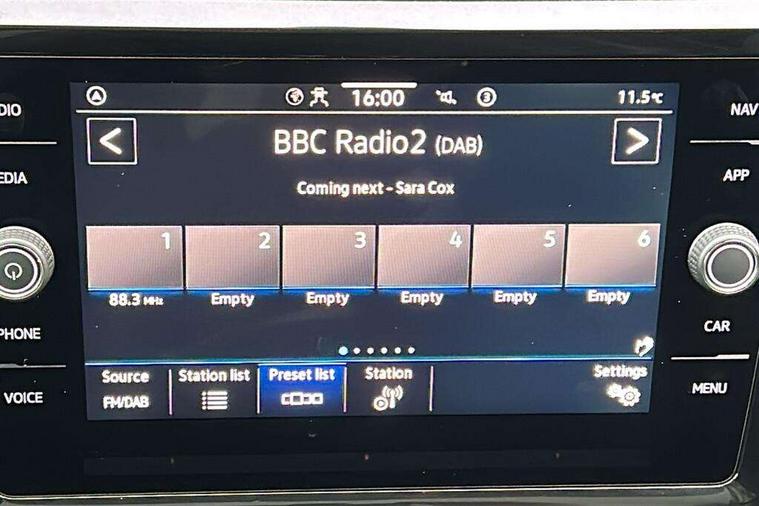 16:00
3
11.5°C
DIO
NAV
< BBC Radio2 (DAB) >
EDIA
APP
Coming next - Sara Cox
1 2 3 4 5 6
88.3 MHz Empty Empty Empty Empty Empty
PHONE
CAR
Source Station list Preset list Station Settings
FM/DAB
VOICE
MENU